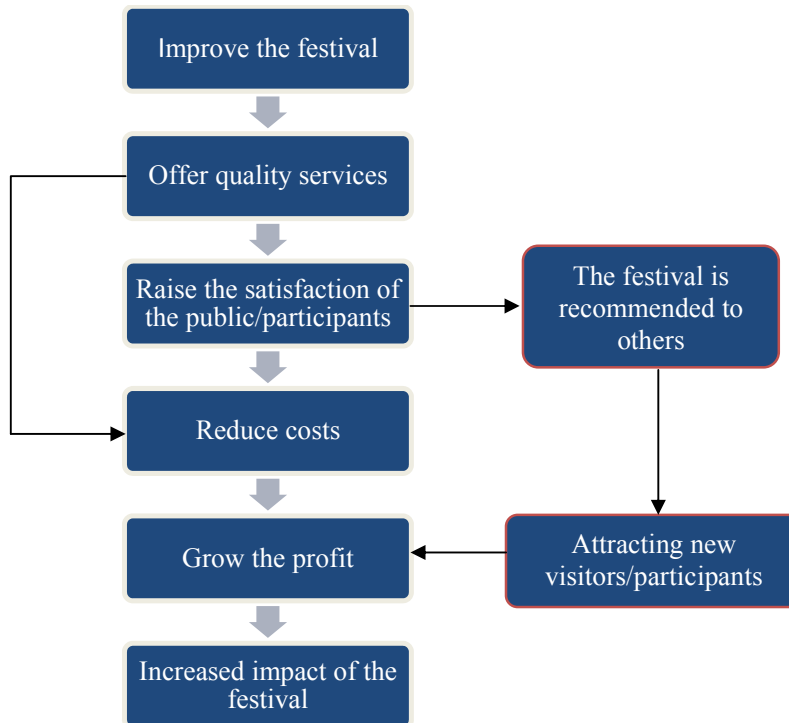 Improve the festival
Offer quality services
Raise the satisfaction of
the public/participants
The festival is
recommended to
others
Reduce costs
Grow the profit
Attracting new
visitors/participants
Increased impact of the
festival